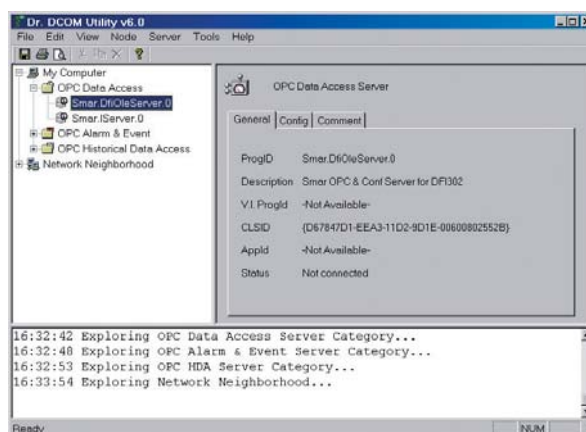 Dr. DCOM Utility v6.0
File Edit View Node Server Tools Help
My Computer
OPC Data Access
Smar.DfiOleServer.0
Smar.IServer.0
OPC Alarm & Event
OPC Historical Data Access
Network Neighborhood
OPC Data Access Server
General Config Comment
ProgID Smar.DfiOleServer.0
Description Smar OPC & Conf Server for DFI302
V.I. ProgId -Not Available-
CLSID {D67847D1-EEA3-11D2-9D1E-00600802552B}
AppId -Not Available-
Status Not connected
16:32:42 Exploring OPC Data Access Server Category...
16:32:48 Exploring OPC Alarm & Event Server Category...
16:32:53 Exploring OPC HDA Server Category...
16:33:54 Exploring Network Neighborhood...
Ready NUM